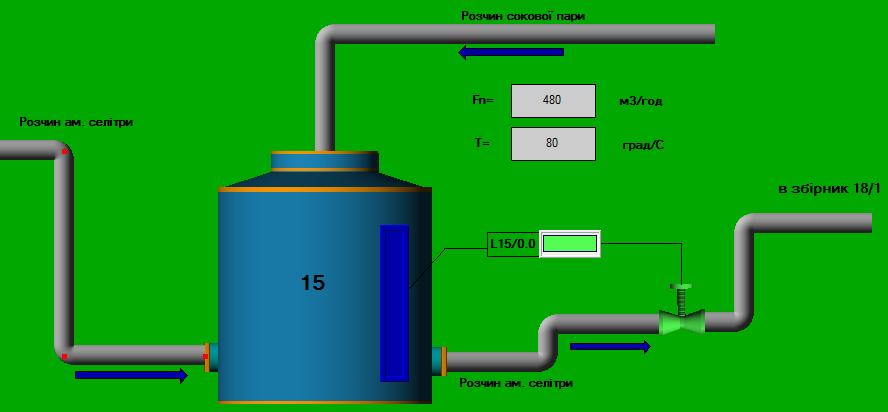 Розчин сокової пари
Fп= 480 м3/год
Розчин ам. селітри
T= 80 град/С
в збірник 18/1
L15/0.0
15
Розчин ам. селітри